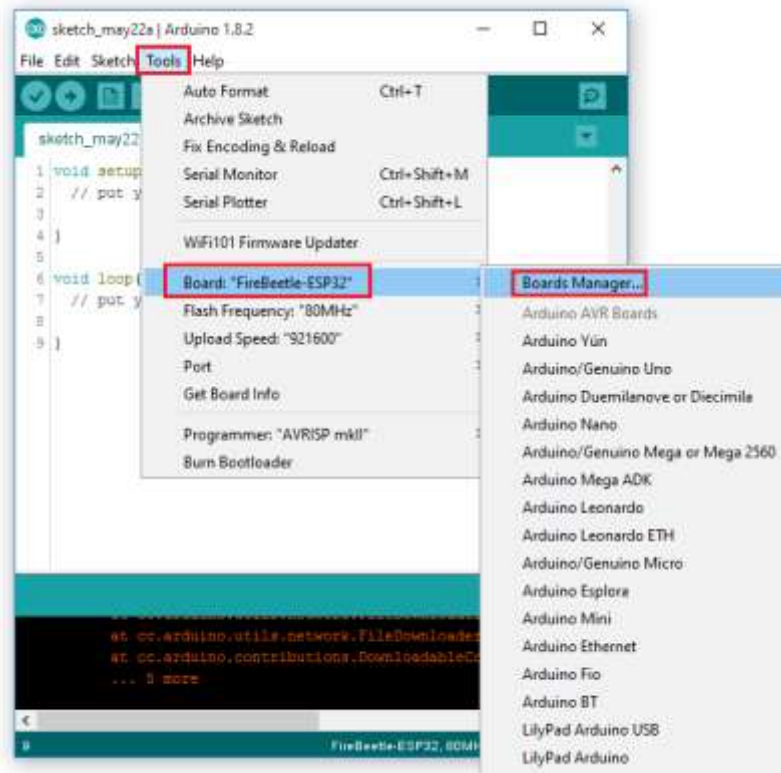 sketch_may22a | Arduino 1.8.2
File Edit Sketch Tools Help
sketch_may22
1 void setup
2 // put y
3
4 }
5
6 void loop(
7 // put y
8
9 }
Auto Format Ctrl+T
Archive Sketch
Fix Encoding & Reload
Serial Monitor Ctrl+Shift+M
Serial Plotter Ctrl+Shift+L
WiFi101 Firmware Updater
Board: "FireBeetle-ESP32"
Flash Frequency: "80MHz"
Upload Speed: "921600"
Port
Get Board Info
Programmer: "AVRISP mkII"
Burn Bootloader
Boards Manager...
Arduino AVR Boards
Arduino Yún
Arduino/Genuino Uno
Arduino Duemilanove or Diecimila
Arduino Nano
Arduino/Genuino Mega or Mega 2560
Arduino Mega ADK
Arduino Leonardo
Arduino Leonardo ETH
Arduino/Genuino Micro
Arduino Esplora
Arduino Mini
Arduino Ethernet
Arduino Fio
Arduino BT
LilyPad Arduino USB
LilyPad Arduino
at cc.arduino.utils.network.FileDownloader
at cc.arduino.contributions.DownloadableCo
... 5 more
9
FireBeetle-ESP32, 80MH